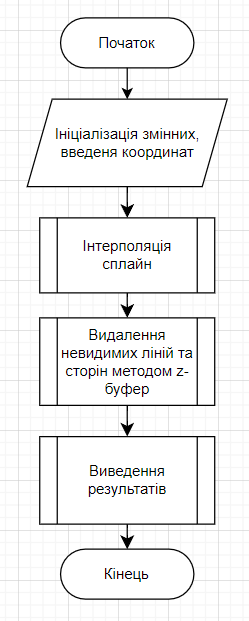 Початок
Ініціалізація змінних,
введеня координат
Інтерполяція
сплайн
Видалення
невидимих ліній та
сторін методом z-
буфер
Виведення
результатів
Кінець